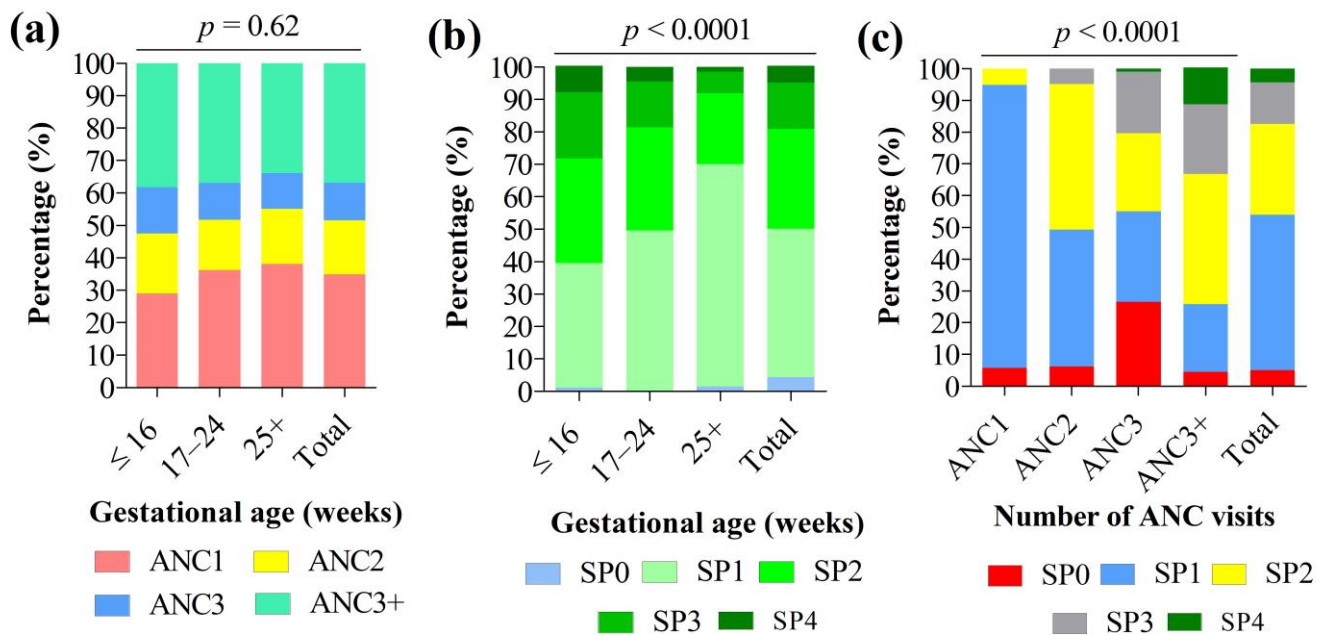 (a)
p = 0.62
100
90
80
70
60
50
40
30
20
10
0
Percentage (%)
≤ 16
17–24
25+
Total
Gestational age (weeks)
ANC1
ANC2
ANC3
ANC3+
(b)
p < 0.0001
100
90
80
70
60
50
40
30
20
10
0
Percentage (%)
≤ 16
17–24
25+
Total
Gestational age (weeks)
SP0
SP1
SP2
SP3
SP4
(c)
p < 0.0001
100
90
80
70
60
50
40
30
20
10
0
Percentage (%)
ANC1
ANC2
ANC3
ANC3+
Total
Number of ANC visits
SP0
SP1
SP2
SP3
SP4